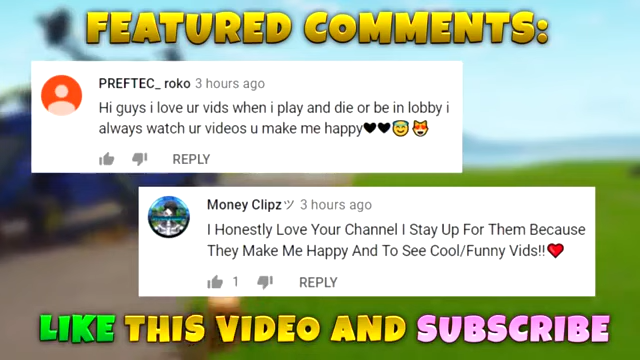 FEATURED COMMENTS:
PREFTEC_ roko 3 hours ago
Hi guys i love ur vids when i play and die or be in lobby i
always watch ur videos u make me happy🖤🖤😇😻
REPLY
Money Clipzツ 3 hours ago
I Honestly Love Your Channel I Stay Up For Them Because
They Make Me Happy And To See Cool/Funny Vids!!❤️
1 REPLY
LIKE THIS VIDEO AND SUBSCRIBE